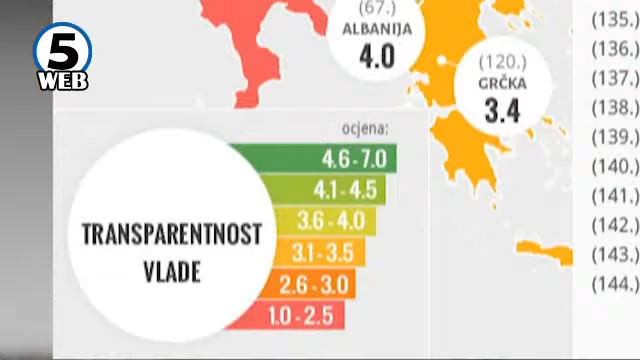 5
WEB
(67.)
ALBANIJA
4.0
(120.)
GRČKA
3.4
ocjena:
4.6 - 7.0
4.1 - 4.5
3.6 - 4.0
3.1 - 3.5
2.6 - 3.0
1.0 - 2.5
TRANSPARENTNOST
VLADE
(135.)
(136.)
(137.)
(138.)
(139.)
(140.)
(141.)
(142.)
(143.)
(144.)